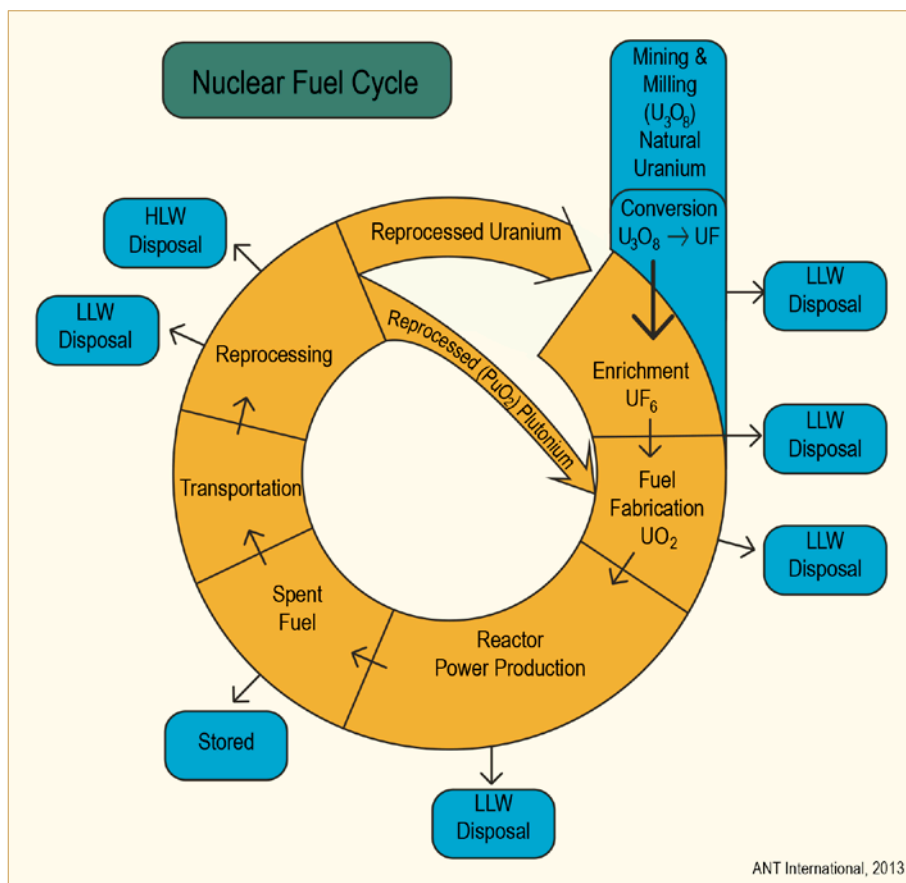 Nuclear Fuel Cycle
Mining &
Milling
(U₃O₈)
Natural
Uranium
Conversion
U₃O₈ → UF
HLW
Disposal
Reprocessed Uranium
LLW
Disposal
LLW
Disposal
Reprocessing
Reprocessed (PuO₂) Plutonium
Enrichment
UF₆
LLW
Disposal
Transportation
Fuel
Fabrication
UO₂
LLW
Disposal
Spent
Fuel
Reactor
Power Production
Stored
LLW
Disposal
ANT International, 2013